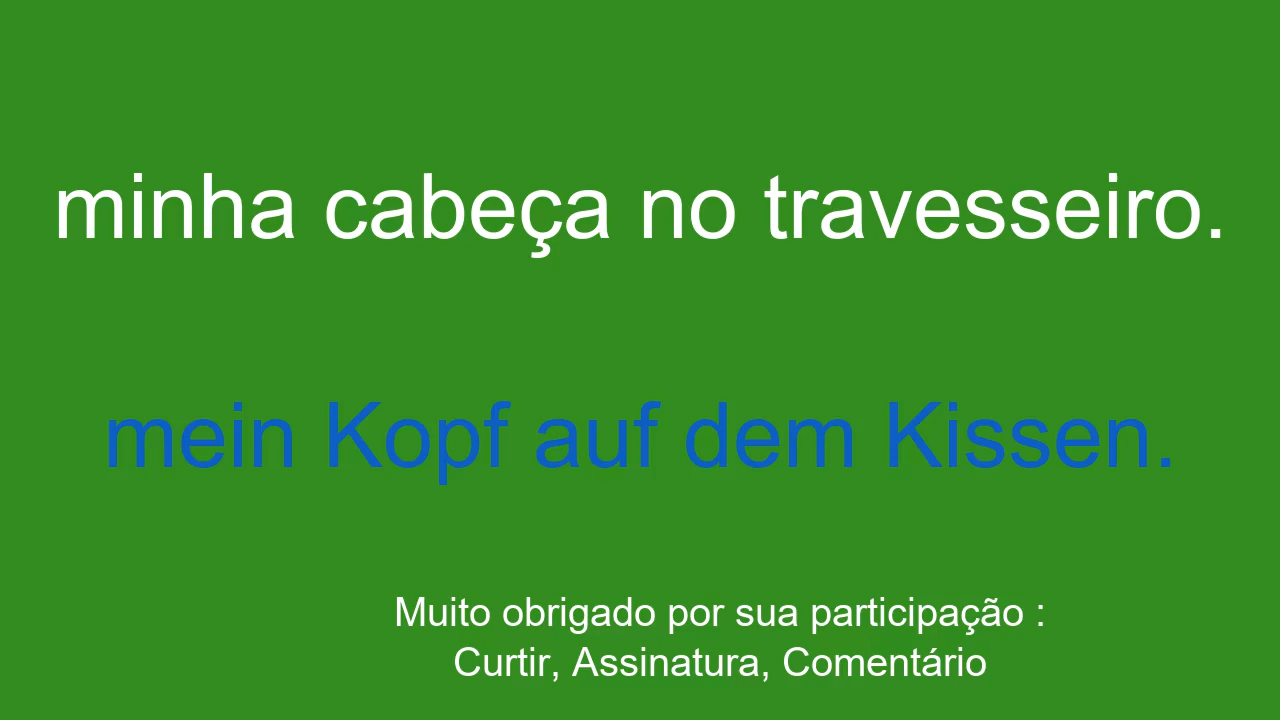 minha cabeça no travesseiro.
mein Kopf auf dem Kissen.
Muito obrigado por sua participação :
Curtir, Assinatura, Comentário